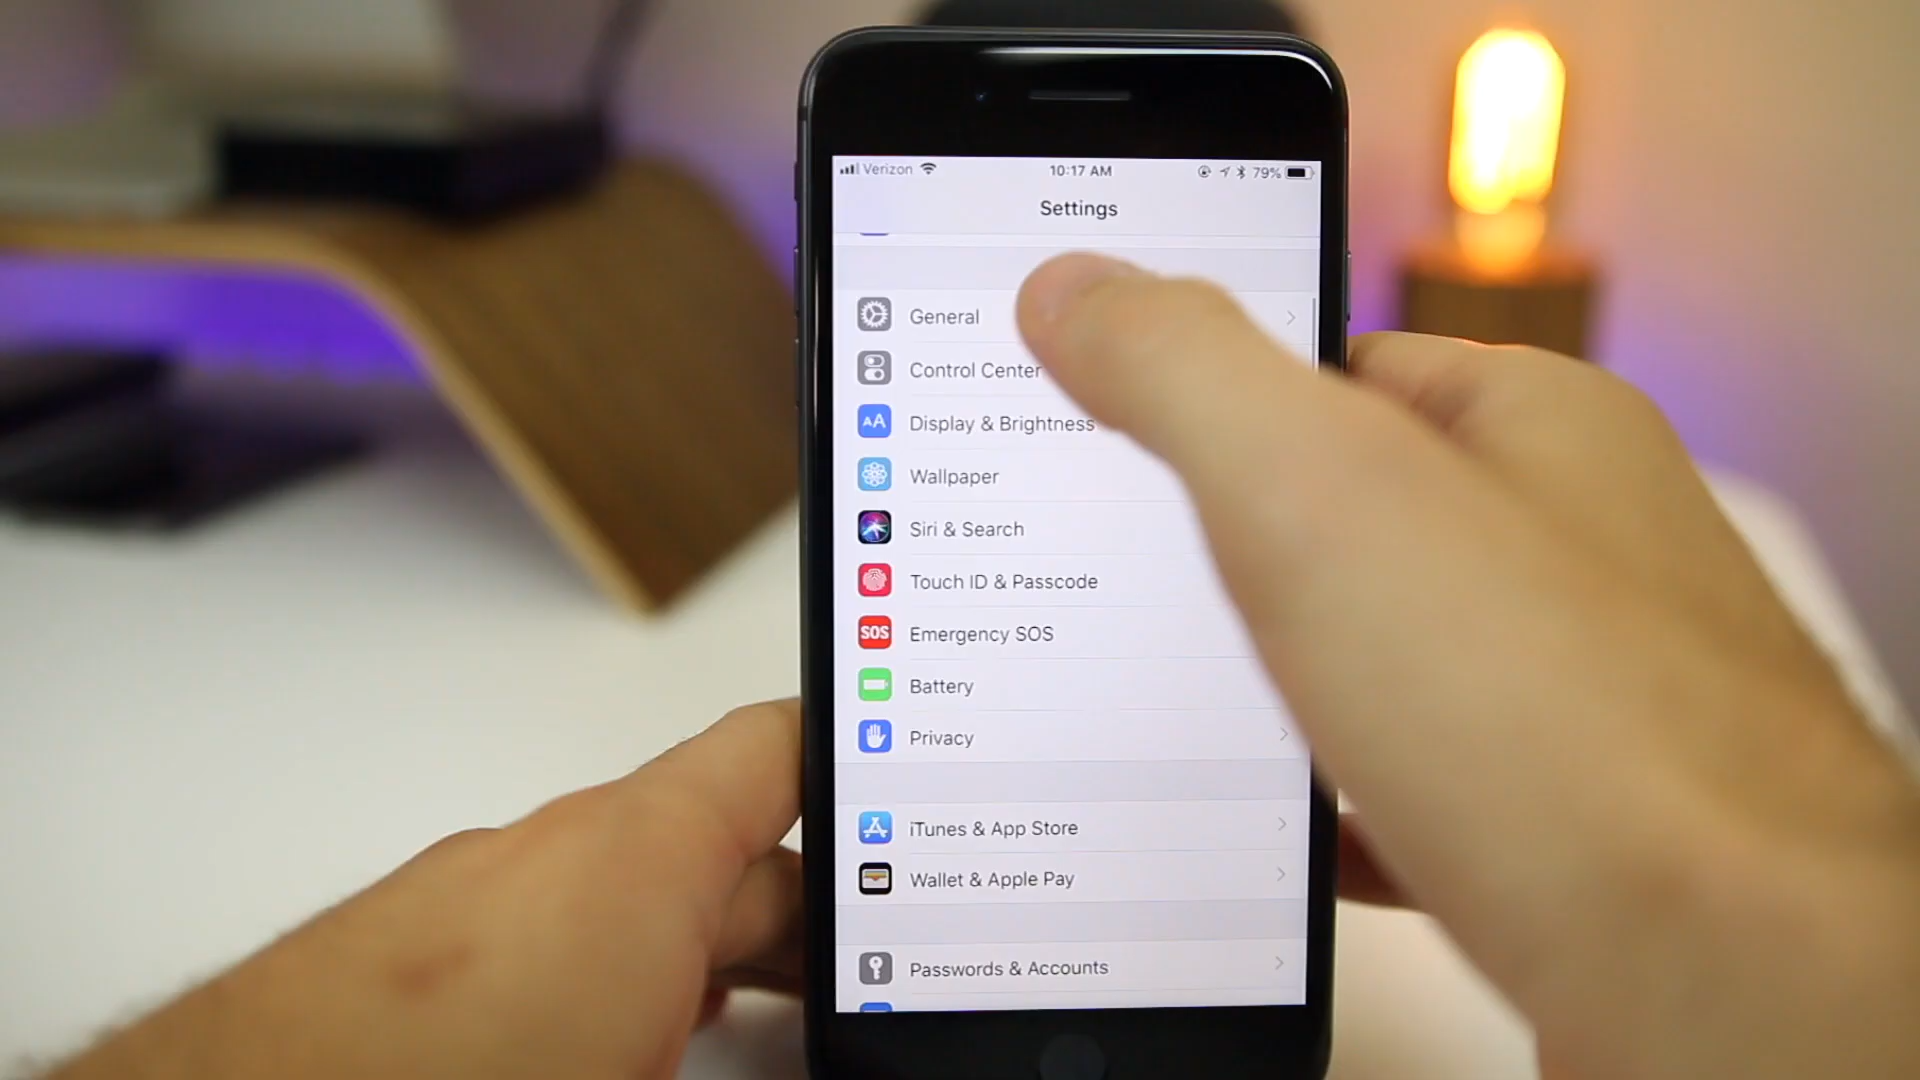 Verizon 10:17 AM 79%
Settings
General
Control Center
AA Display & Brightness
Wallpaper
Siri & Search
Touch ID & Passcode
SOS Emergency SOS
Battery
Privacy
iTunes & App Store
Wallet & Apple Pay
Passwords & Accounts